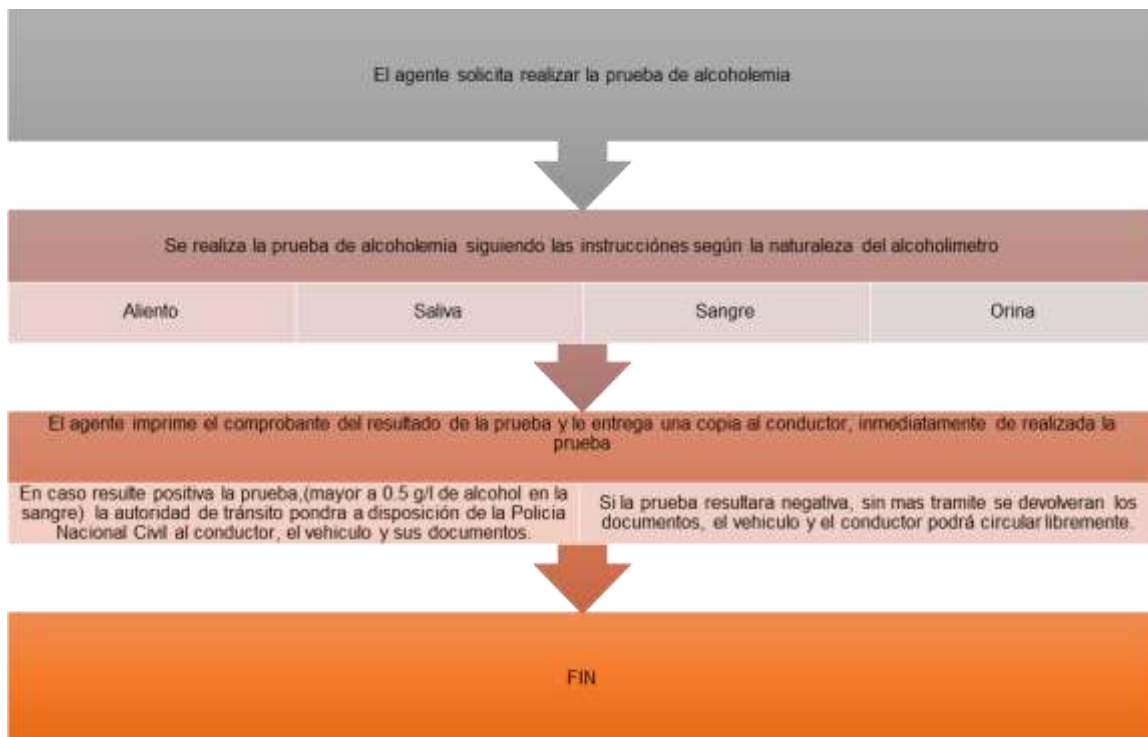 El agente solicita realizar la prueba de alcoholemia
Se realiza la prueba de alcoholemia siguiendo las instrucciónes según la naturaleza del alcoholimetro
Aliento
Saliva
Sangre
Orina
El agente imprime el comprobante del resultado de la prueba y le entrega una copia al conductor, inmediatamente de realizada la
prueba
En caso resulte positiva la prueba,(mayor a 0.5 g/l de alcohol en la
sangre) la autoridad de tránsito pondra a disposición de la Policia
Nacional Civil al conductor, el vehiculo y sus documentos.
Si la prueba resultara negativa, sin mas tramite se devolveran los
documentos, el vehiculo y el conductor podrá circular libremente.
FIN